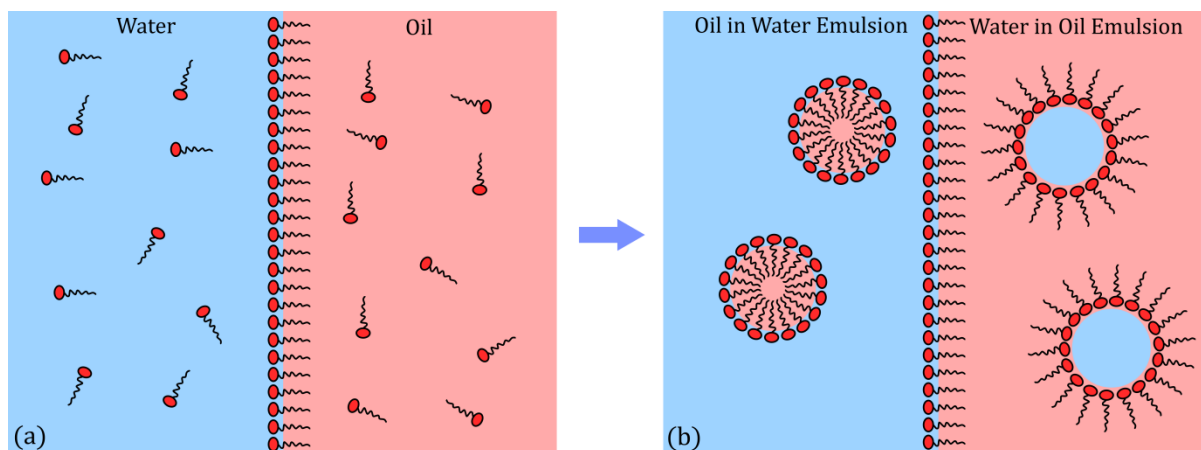 Water
Oil
(a)
Oil in Water Emulsion
Water in Oil Emulsion
(b)